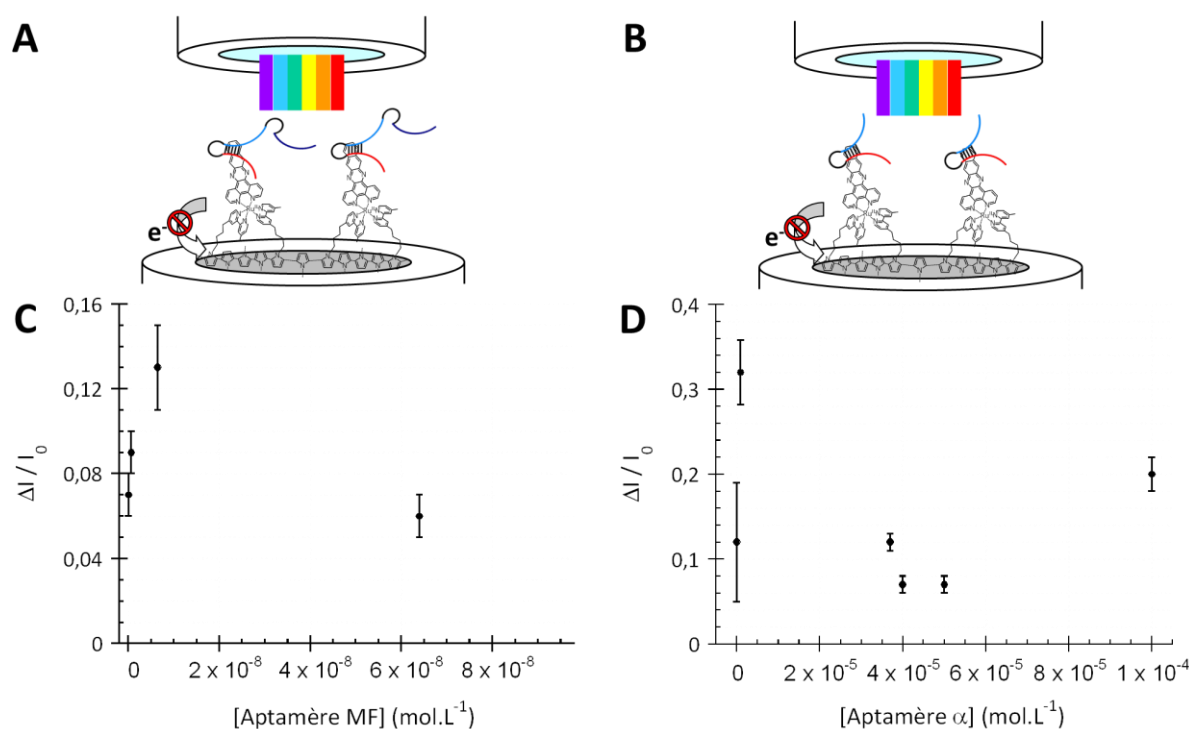 A
B
e-
e-
C
D
0,16
0,12
0,08
0,04
0
ΔI / I₀
0
2 x 10⁻⁸
4 x 10⁻⁸
6 x 10⁻⁸
8 x 10⁻⁸
[Aptamère MF] (mol.L⁻¹)
0,4
0,3
0,2
0,1
0
ΔI / I₀
0
2 x 10⁻⁵
4 x 10⁻⁵
6 x 10⁻⁵
8 x 10⁻⁵
1 x 10⁻⁴
[Aptamère α] (mol.L⁻¹)